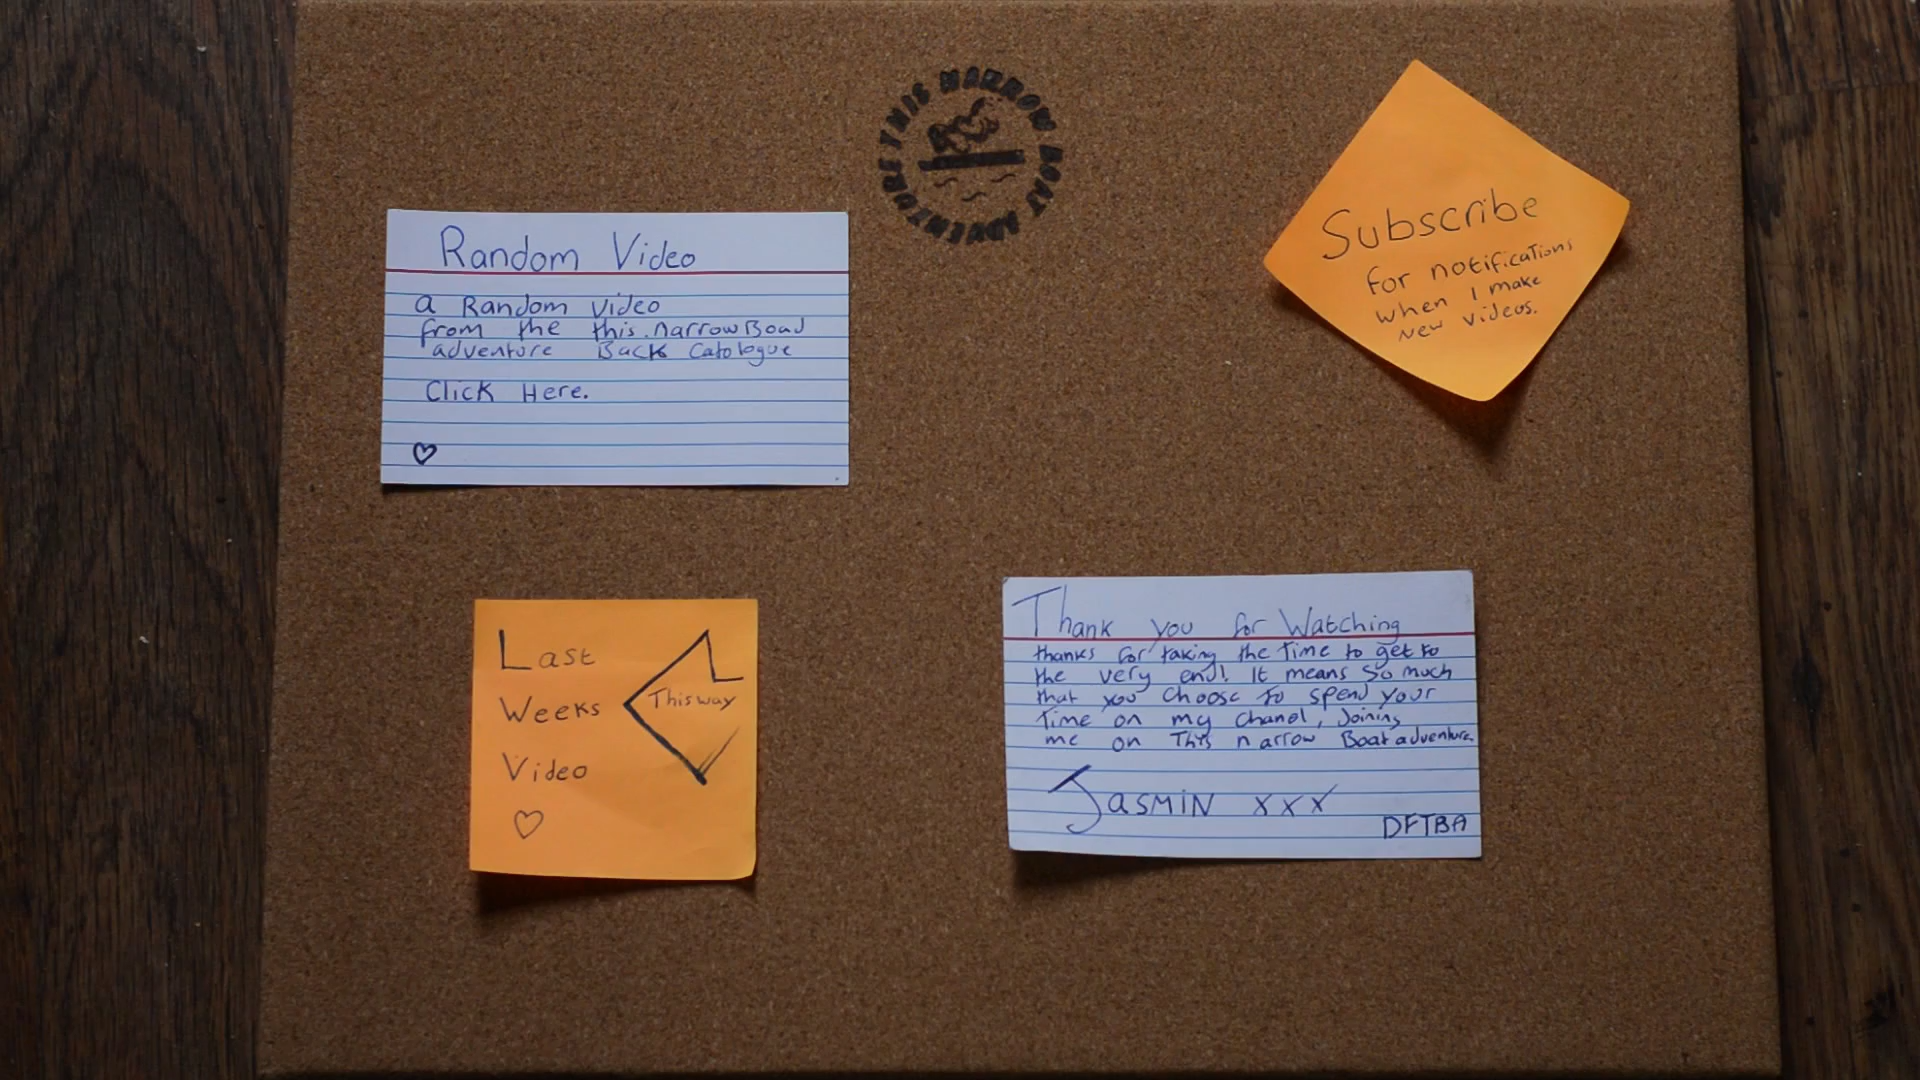 THIS NARROW BOAT ADVENTURE
Random Video
a Random video
from the this narrowBoad
adventure Back Catologue
Click Here.
Subscribe
for notifications
when I make
new videos.
Last
Weeks
Video
This way
Thank you for Watching
thanks for taking the time to get to
the very end! It means so much
that you choose to spend your
time on my chanel, Joining
me on This narrow Boat adventure
Jasmin xxx
DFTBA